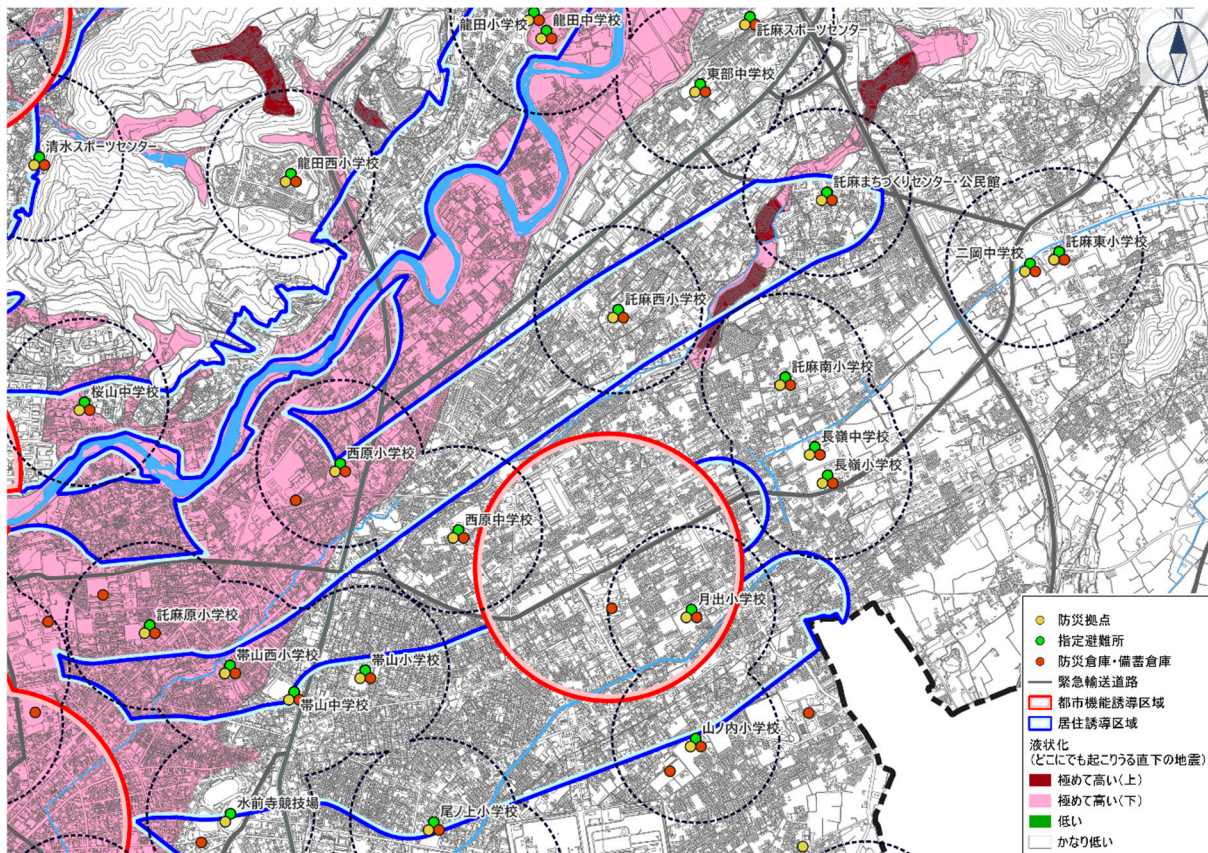 龍田小学校
龍田中学校
託麻スポーツセンター
N
東部中学校
清水スポーツセンター
龍田西小学校
託麻まちづくりセンター・公民館
二岡中学校
託麻東小学校
託麻西小学校
託麻南小学校
桜山中学校
長嶺中学校
西原小学校
長嶺小学校
西原中学校
託麻原小学校
月出小学校
帯山西小学校
帯山小学校
帯山中学校
山ノ内小学校
水前寺競技場
尾ノ上小学校
防災拠点
指定避難所
防災倉庫・備蓄倉庫
緊急輸送道路
都市機能誘導区域
居住誘導区域
液状化
(どこにでも起こりうる直下の地震)
極めて高い(上)
極めて高い(下)
低い
かなり低い